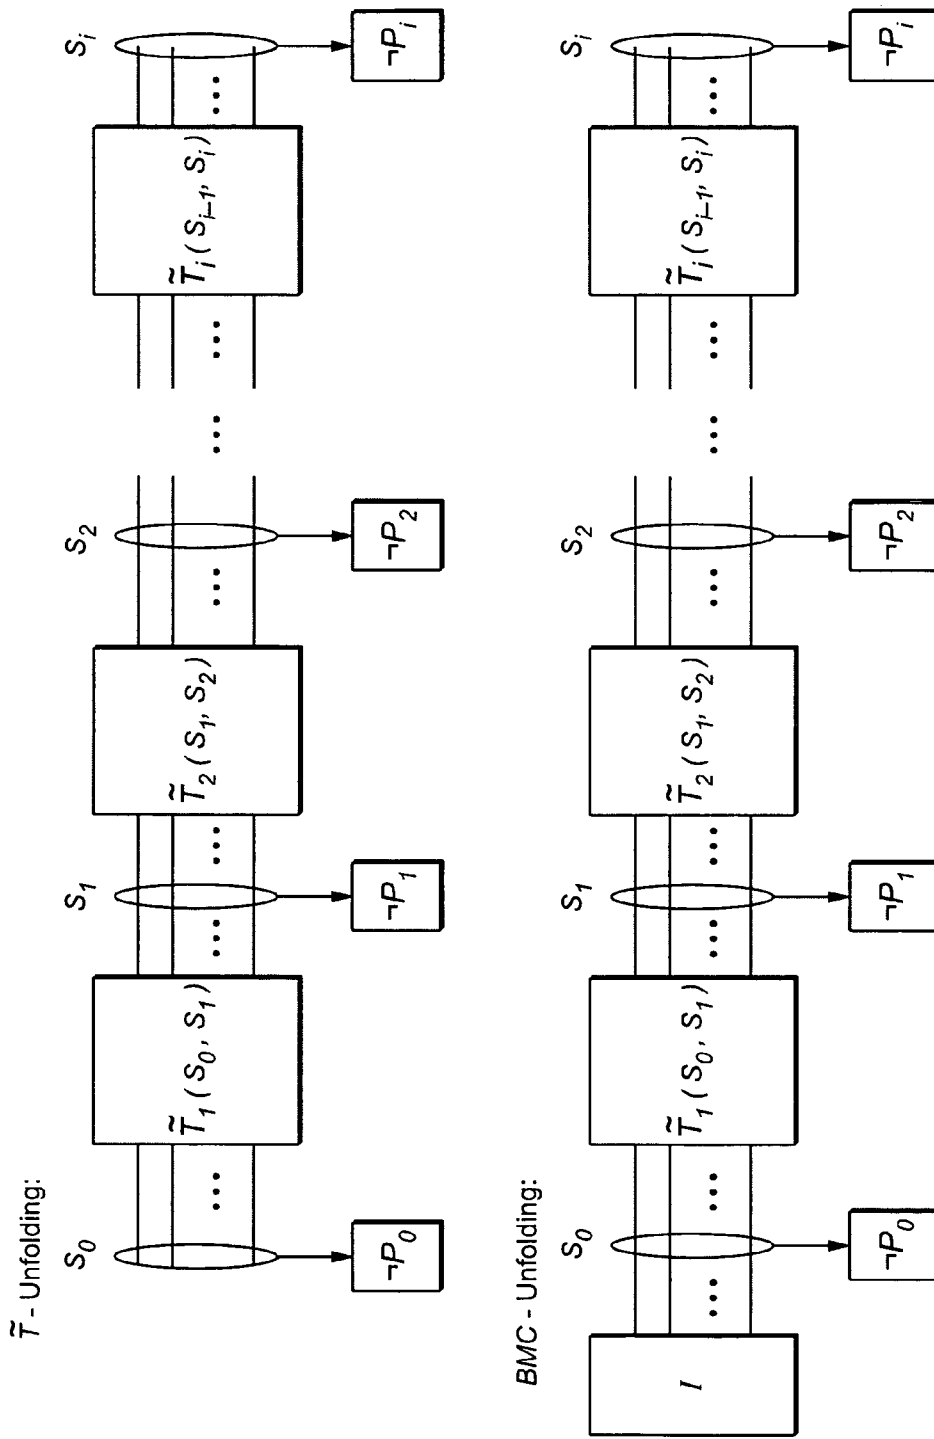 T̃ - Unfolding:
S₀ S₁ S₂ Sᵢ
T̃₁ ( S₀, S₁ ) T̃₂ ( S₁, S₂ ) T̃ᵢ ( Sᵢ₋₁, Sᵢ )
... ... ... ... ... ... ...
¬P₀ ¬P₁ ¬P₂ ¬Pᵢ
BMC - Unfolding:
S₀ S₁ S₂ Sᵢ
I T̃₁ ( S₀, S₁ ) T̃₂ ( S₁, S₂ ) T̃ᵢ ( Sᵢ₋₁, Sᵢ )
... ... ... ... ... ... ... ...
¬P₀ ¬P₁ ¬P₂ ¬Pᵢ